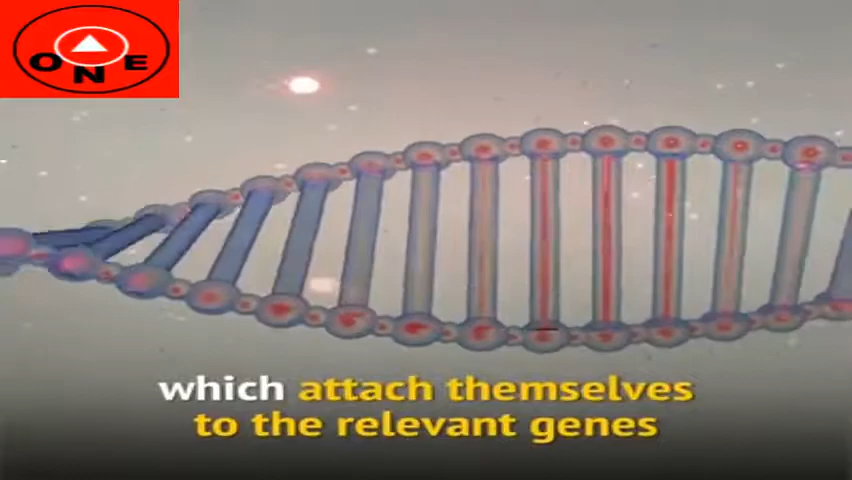 ONE
which attach themselves
to the relevant genes